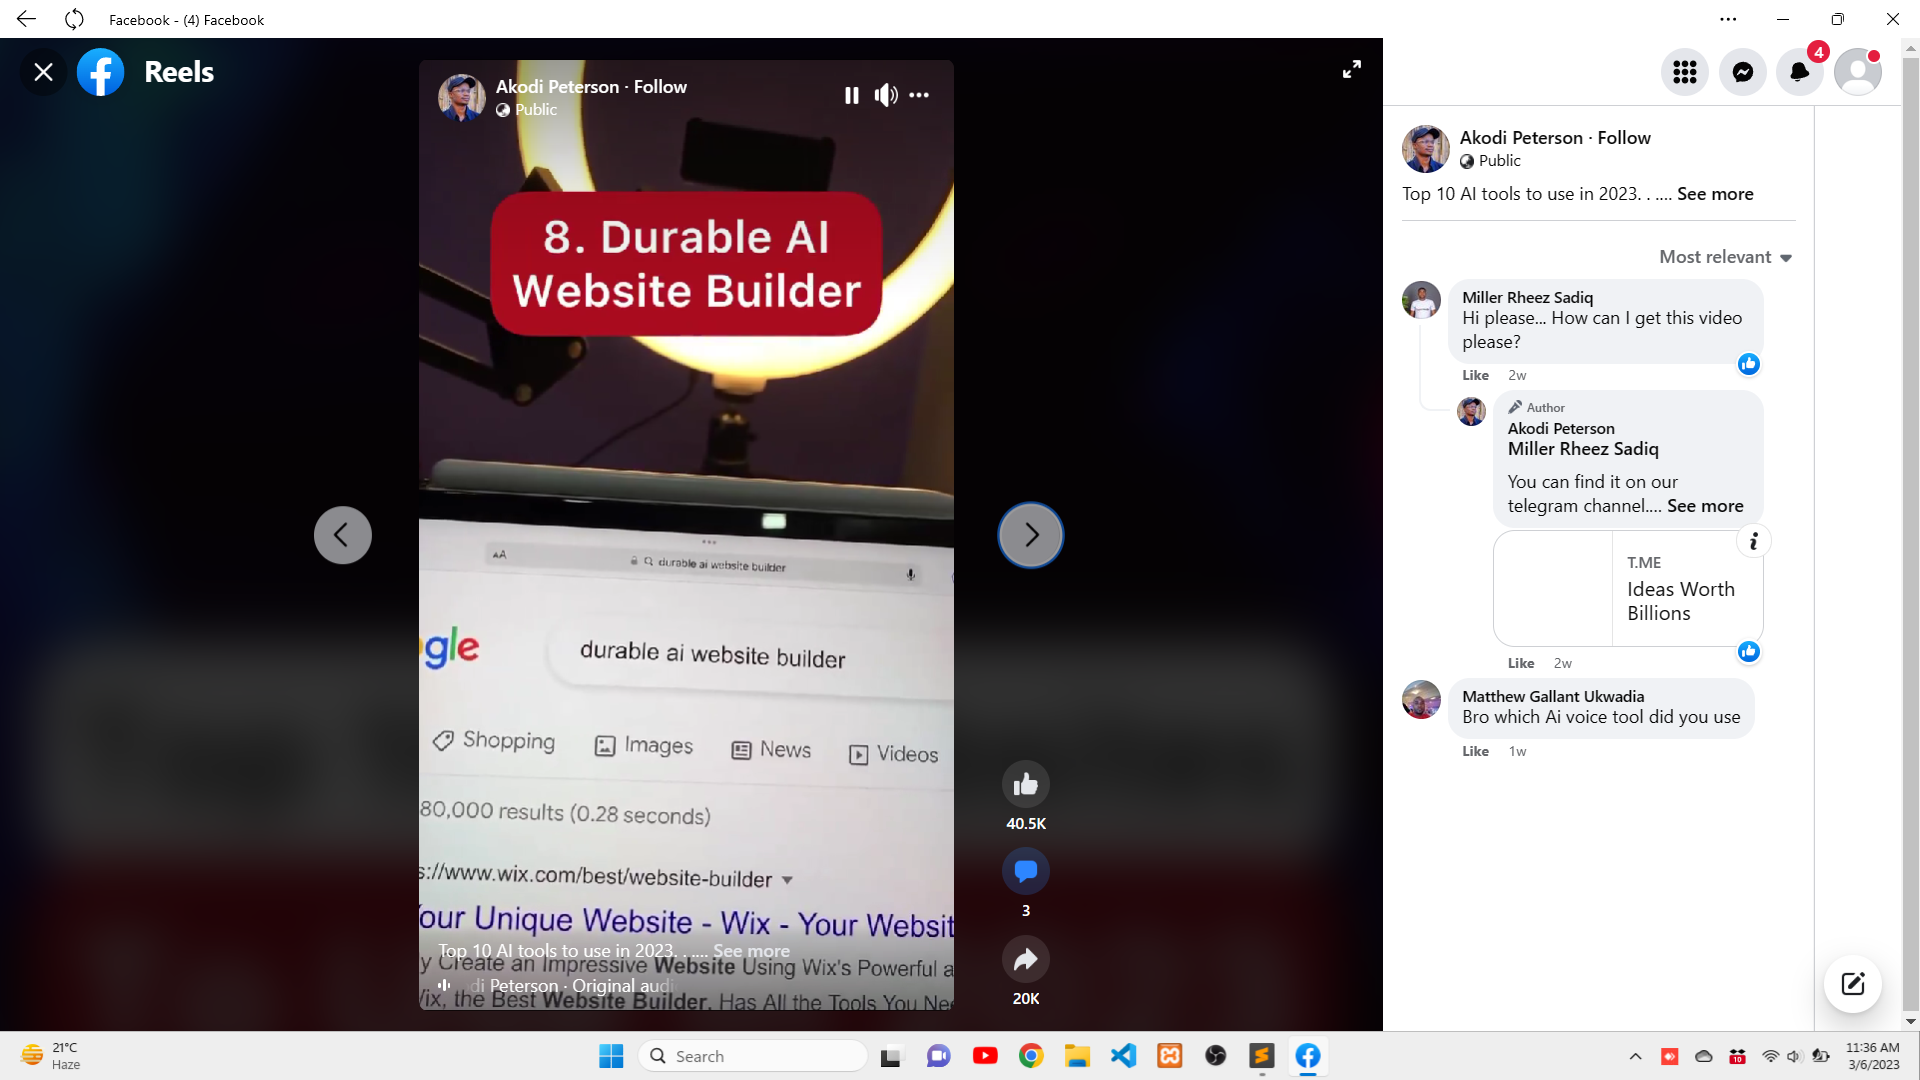 Facebook - (4) Facebook
Reels
Akodi Peterson · Follow
Public
8. Durable AI
Website Builder
AA
durable ai website builder
gle
durable ai website builder
Shopping
Images
News
Videos
80,000 results (0.28 seconds)
s://www.wix.com/best/website-builder
our Unique Website - Wix - Your Websit
Top 10 AI tools to use in 2023. . .... See more
y Create an Impressive Website Using Wix's Powerful a
di Peterson · Original audi
Vix, the Best Website Builder, Has All the Tools You Nee
40.5K
3
20K
4
Akodi Peterson · Follow
Public
Top 10 AI tools to use in 2023. . .... See more
Most relevant
Miller Rheez Sadiq
Hi please... How can I get this video
please?
Like 2w
Author
Akodi Peterson
Miller Rheez Sadiq
You can find it on our
telegram channel.... See more
T.ME
Ideas Worth
Billions
Like 2w
Matthew Gallant Ukwadia
Bro which Ai voice tool did you use
Like 1w
21°C
Haze
Search
10
11:36 AM
3/6/2023